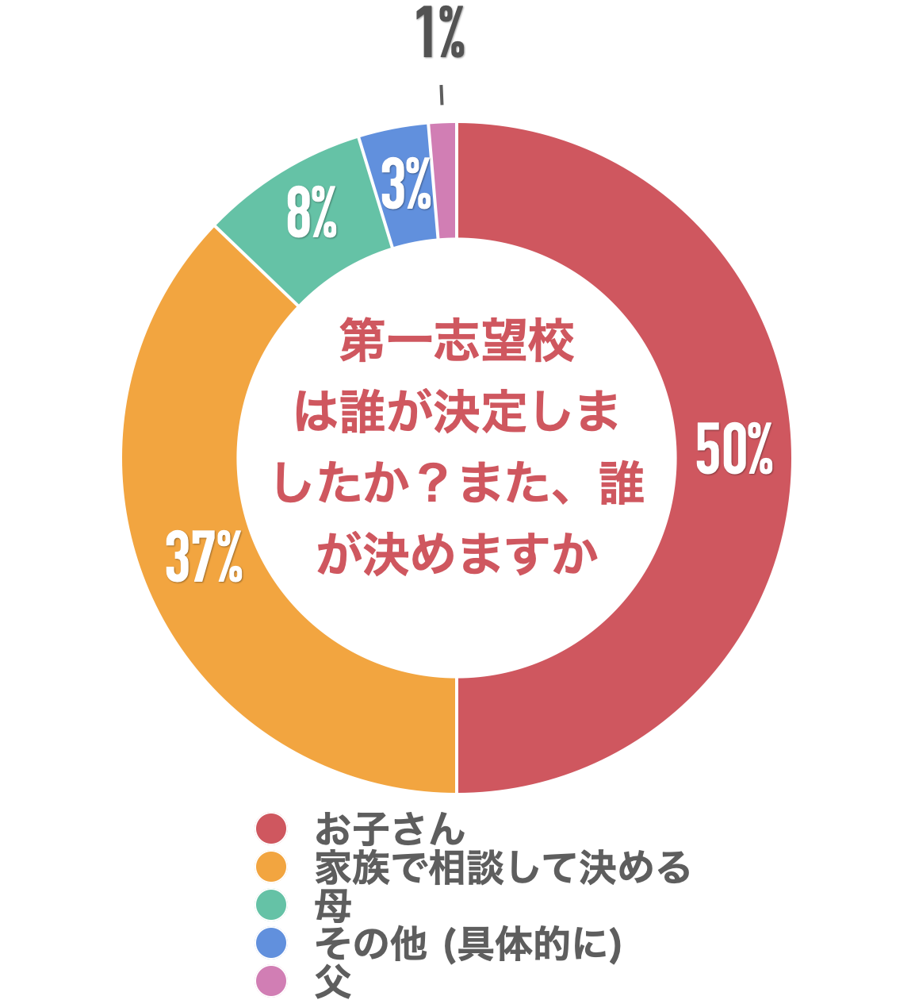 1%
3%
8%
第一志望校
は誰が決定しま
したか？また、誰
が決めますか
50%
37%
お子さん
家族で相談して決める
母
その他 (具体的に)
父